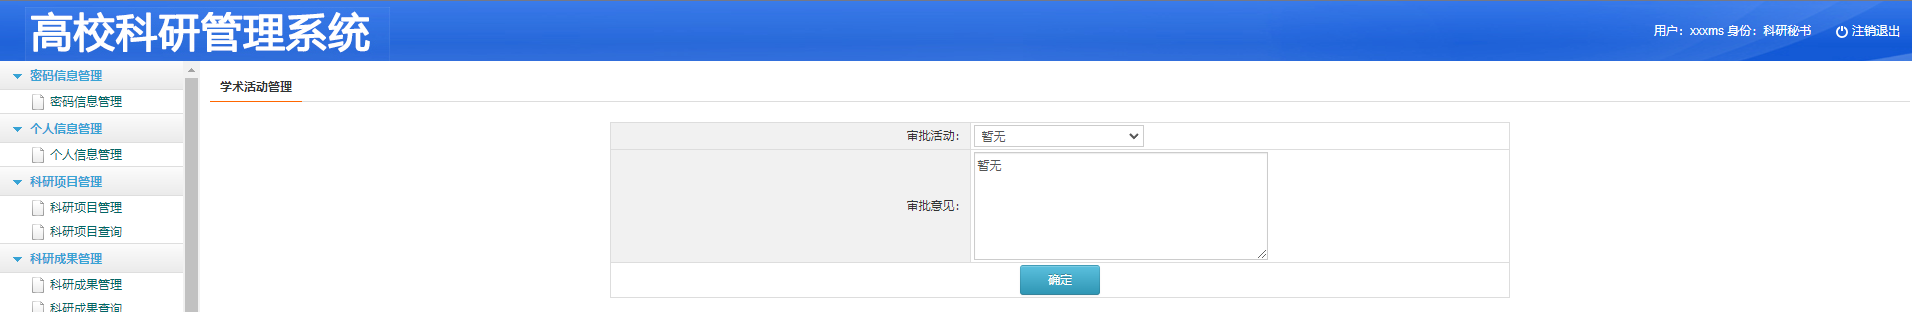 高校科研管理系统
用户：xxxms 身份：科研秘书 注销退出
密码信息管理
密码信息管理
个人信息管理
个人信息管理
科研项目管理
科研项目管理
科研项目查询
科研成果管理
科研成果管理
科研成果查询
学术活动管理
审批活动： 暂无
审批意见： 暂无
确定